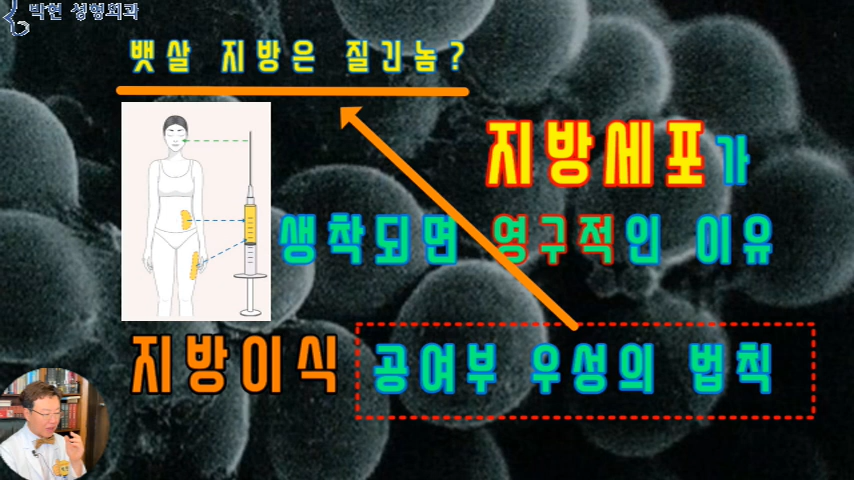 박현 성형외과
뱃살 지방은 질긴놈?
지방세포가
생착되면 영구적인 이유
지방이식 공여부 우성의 법칙